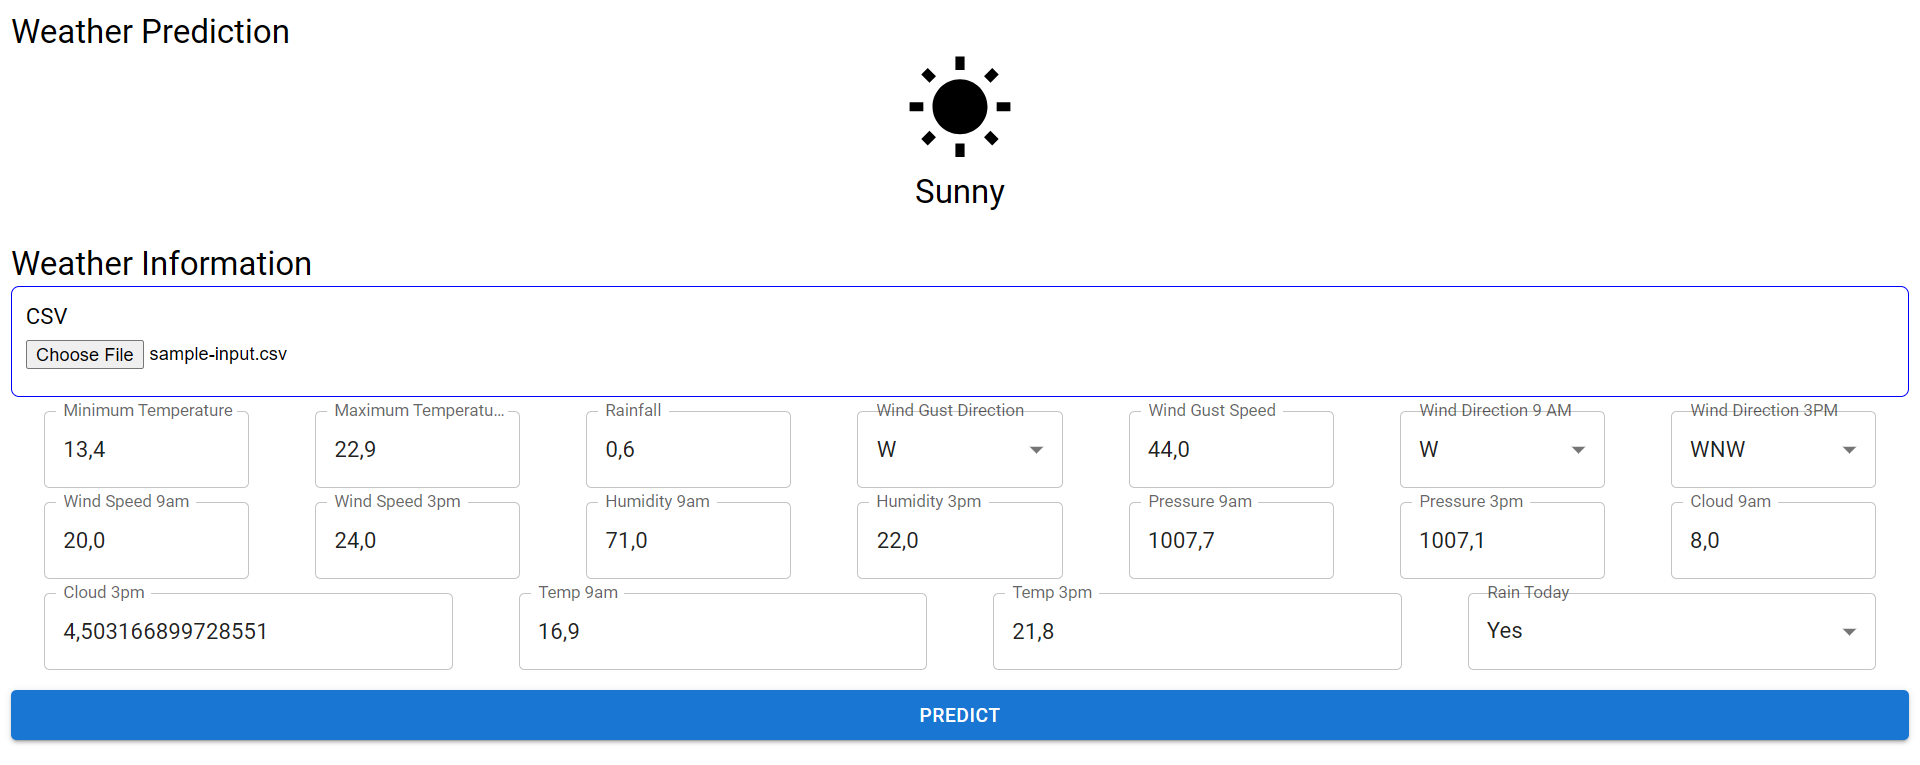 Weather Prediction
Sunny
Weather Information
CSV
Choose File sample-input.csv
Minimum Temperature Maximum Temperatu... Rainfall Wind Gust Direction Wind Gust Speed Wind Direction 9 AM Wind Direction 3PM
13,4 22,9 0,6 W 44,0 W WNW
Wind Speed 9am Wind Speed 3pm Humidity 9am Humidity 3pm Pressure 9am Pressure 3pm Cloud 9am
20,0 24,0 71,0 22,0 1007,7 1007,1 8,0
Cloud 3pm Temp 9am Temp 3pm Rain Today
4,503166899728551 16,9 21,8 Yes
PREDICT